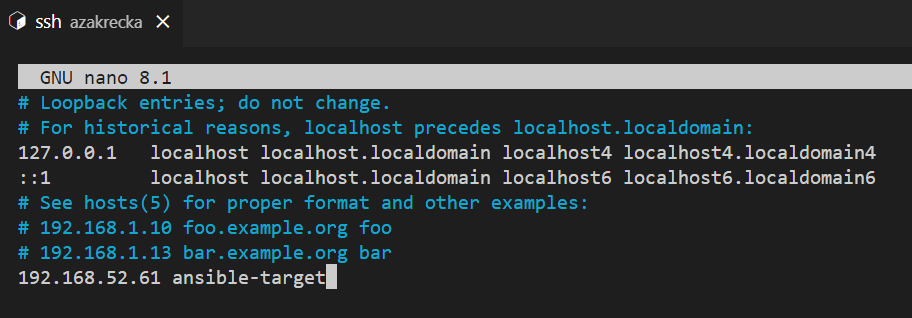 ssh azakrecka ×
GNU nano 8.1
# Loopback entries; do not change.
# For historical reasons, localhost precedes localhost.localdomain:
127.0.0.1   localhost localhost.localdomain localhost4 localhost4.localdomain4
::1         localhost localhost.localdomain localhost6 localhost6.localdomain6
# See hosts(5) for proper format and other examples:
# 192.168.1.10 foo.example.org foo
# 192.168.1.13 bar.example.org bar
192.168.52.61 ansible-target